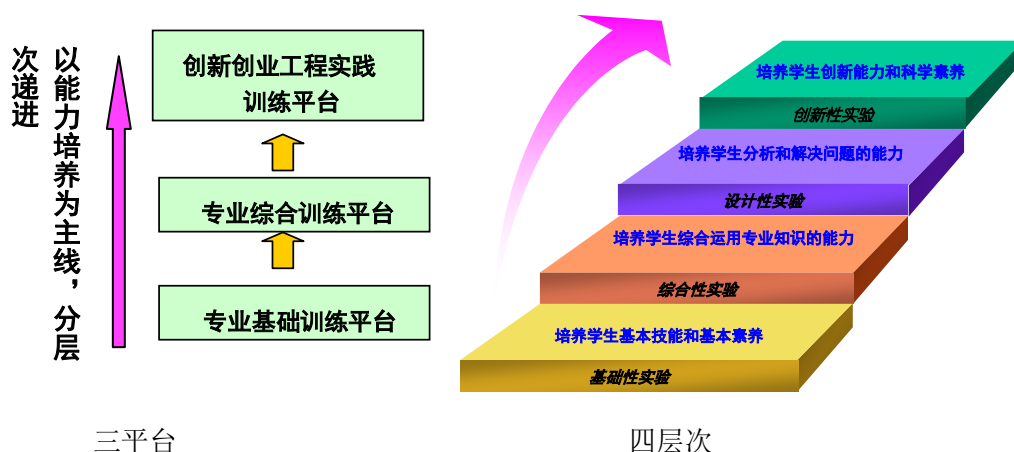 以能力培养为主线，分层
次递进
创新创业工程实践
训练平台
专业综合训练平台
专业基础训练平台
三平台
培养学生创新能力和科学素养
创新性实验
培养学生分析和解决问题的能力
设计性实验
培养学生综合运用专业知识的能力
综合性实验
培养学生基本技能和基本素养
基础性实验
四层次